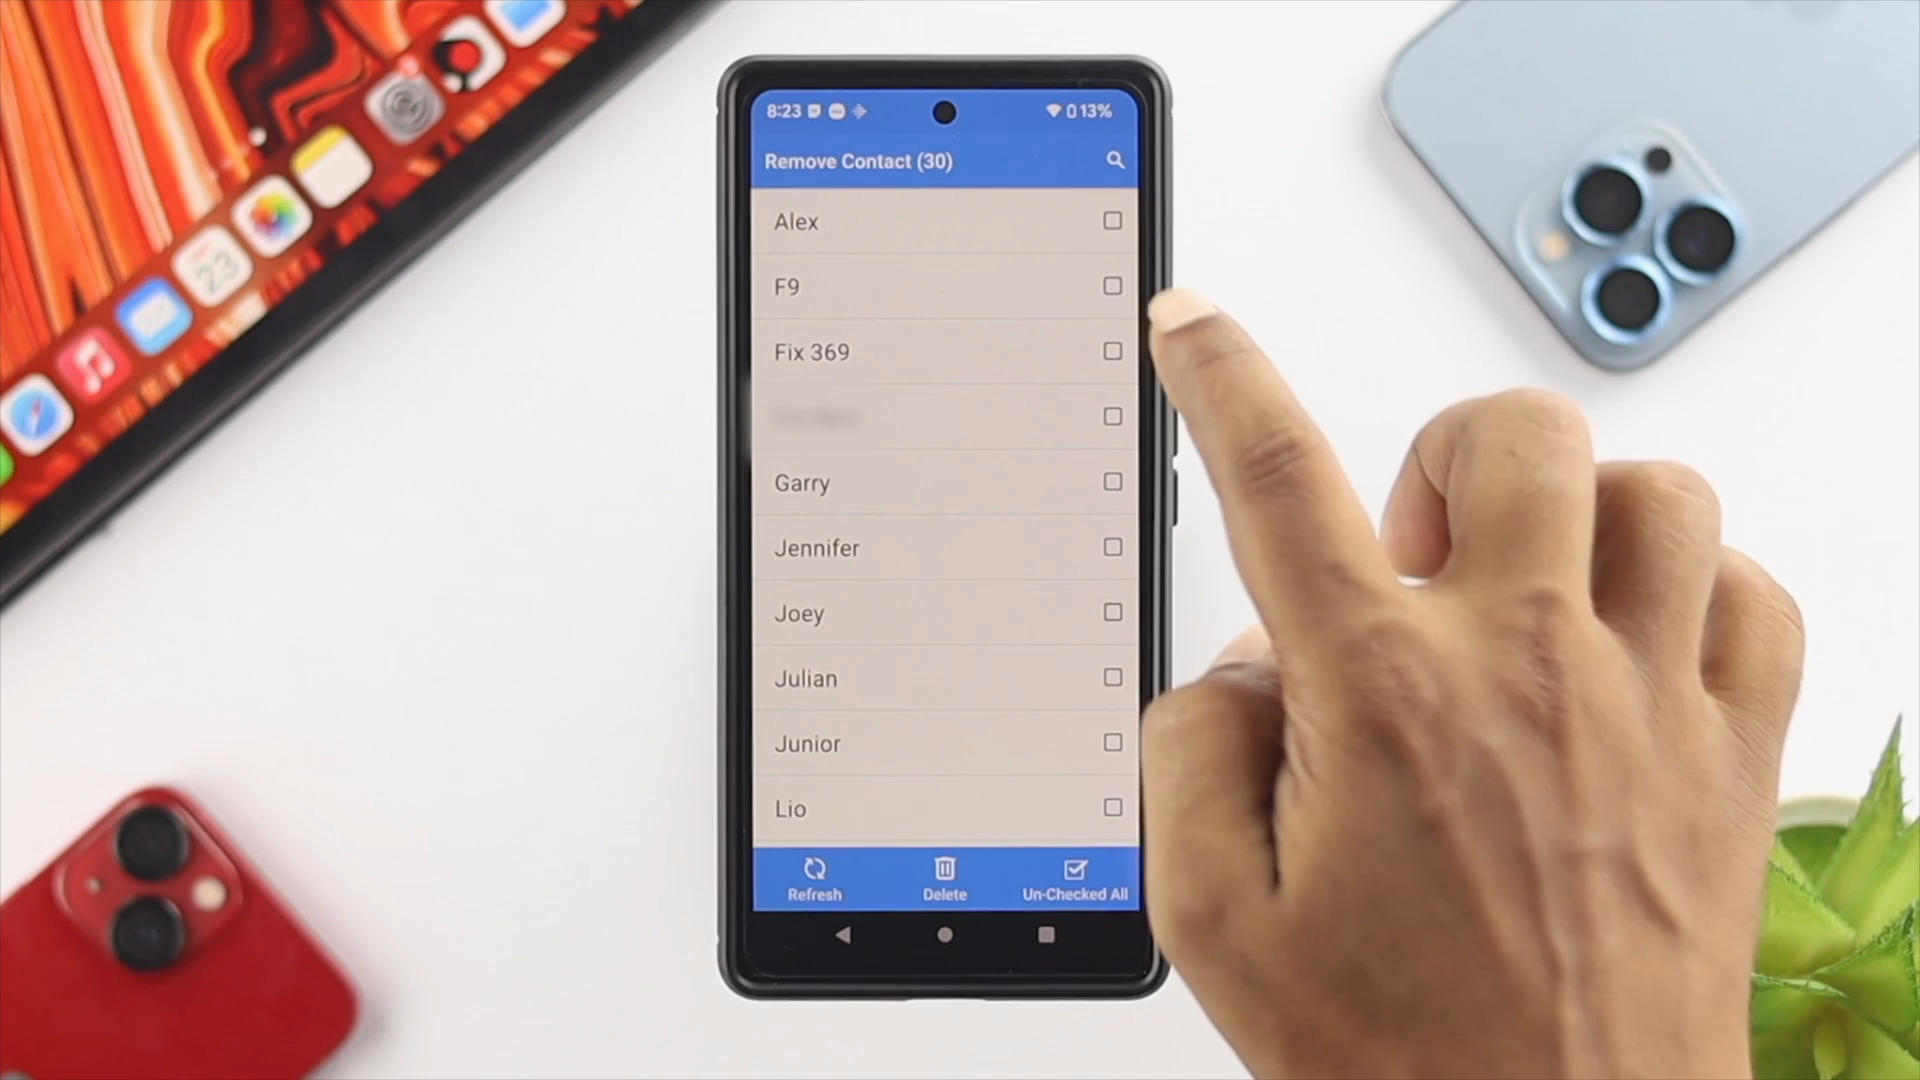 8:23
13%
Remove Contact (30)
Alex
F9
Fix 369
Garry
Jennifer
Joey
Julian
Junior
Lio
Refresh
Delete
Un-Checked All
23